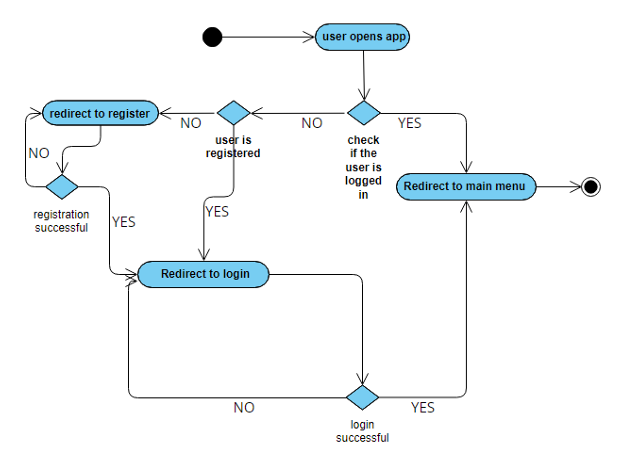 user opens app
redirect to register
NO
user is
registered
NO
check
if the
user is
logged
in
YES
NO
registration
successful
YES
YES
Redirect to main menu
Redirect to login
NO
login
successful
YES